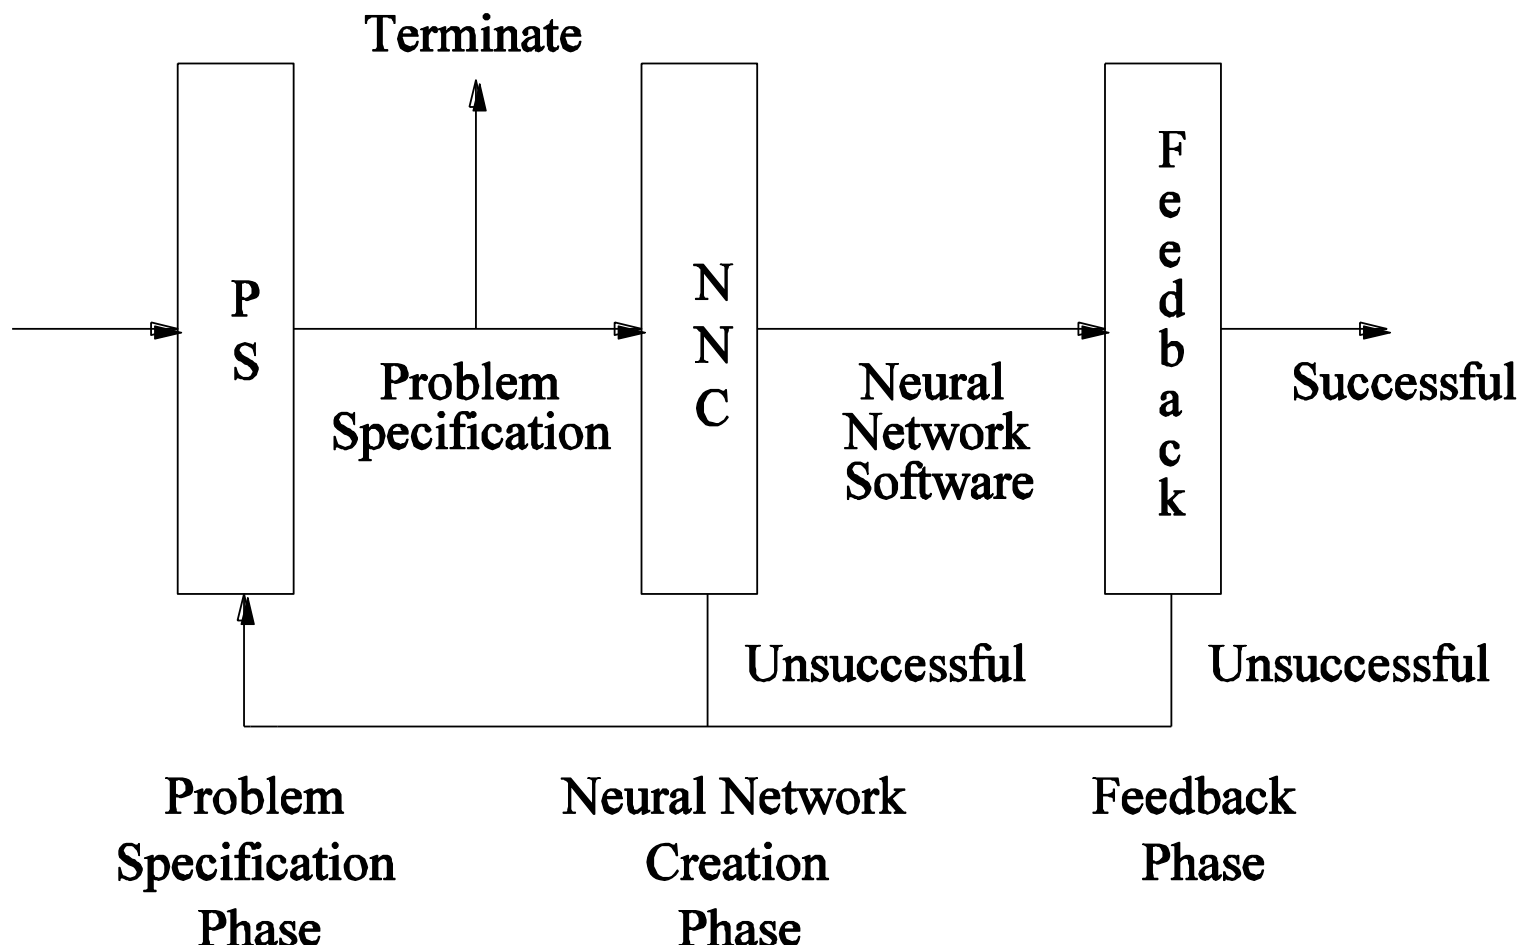 Terminate
P
S
N
N
C
F
e
e
d
b
a
c
k
Problem
Specification
Neural
Network
Software
Successful
Unsuccessful
Unsuccessful
Problem
Specification
Phase
Neural Network
Creation
Phase
Feedback
Phase